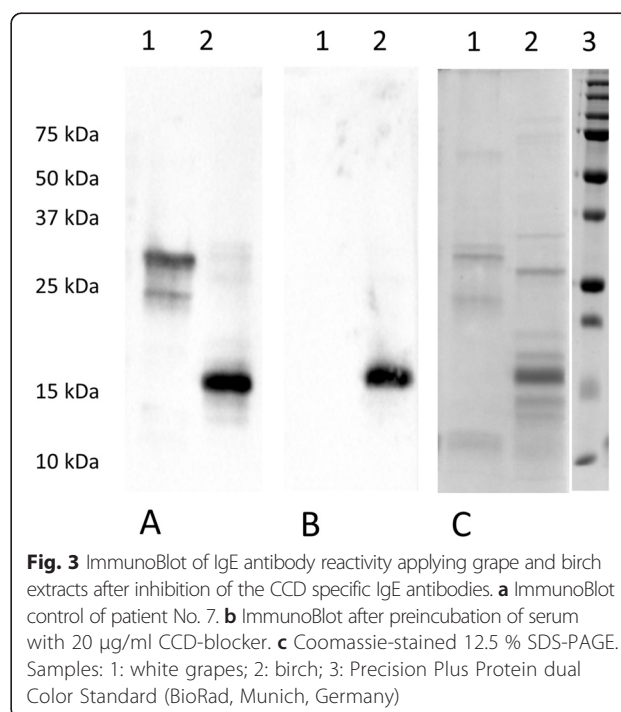 1 2 1 2 1 2 3
75 kDa
50 kDa
37 kDa
25 kDa
15 kDa
10 kDa
A B C
Fig. 3 ImmunoBlot of IgE antibody reactivity applying grape and birch
extracts after inhibition of the CCD specific IgE antibodies. a ImmunoBlot
control of patient No. 7. b ImmunoBlot after preincubation of serum
with 20 μg/ml CCD-blocker. c Coomassie-stained 12.5 % SDS-PAGE.
Samples: 1: white grapes; 2: birch; 3: Precision Plus Protein dual
Color Standard (BioRad, Munich, Germany)